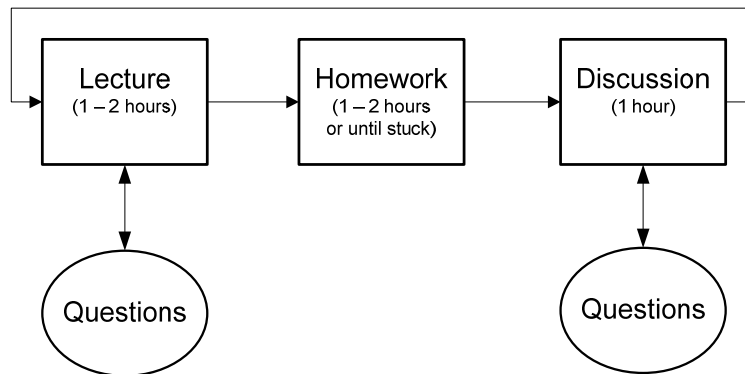 Lecture
(1 – 2 hours)
Homework
(1 – 2 hours
or until stuck)
Discussion
(1 hour)
Questions
Questions